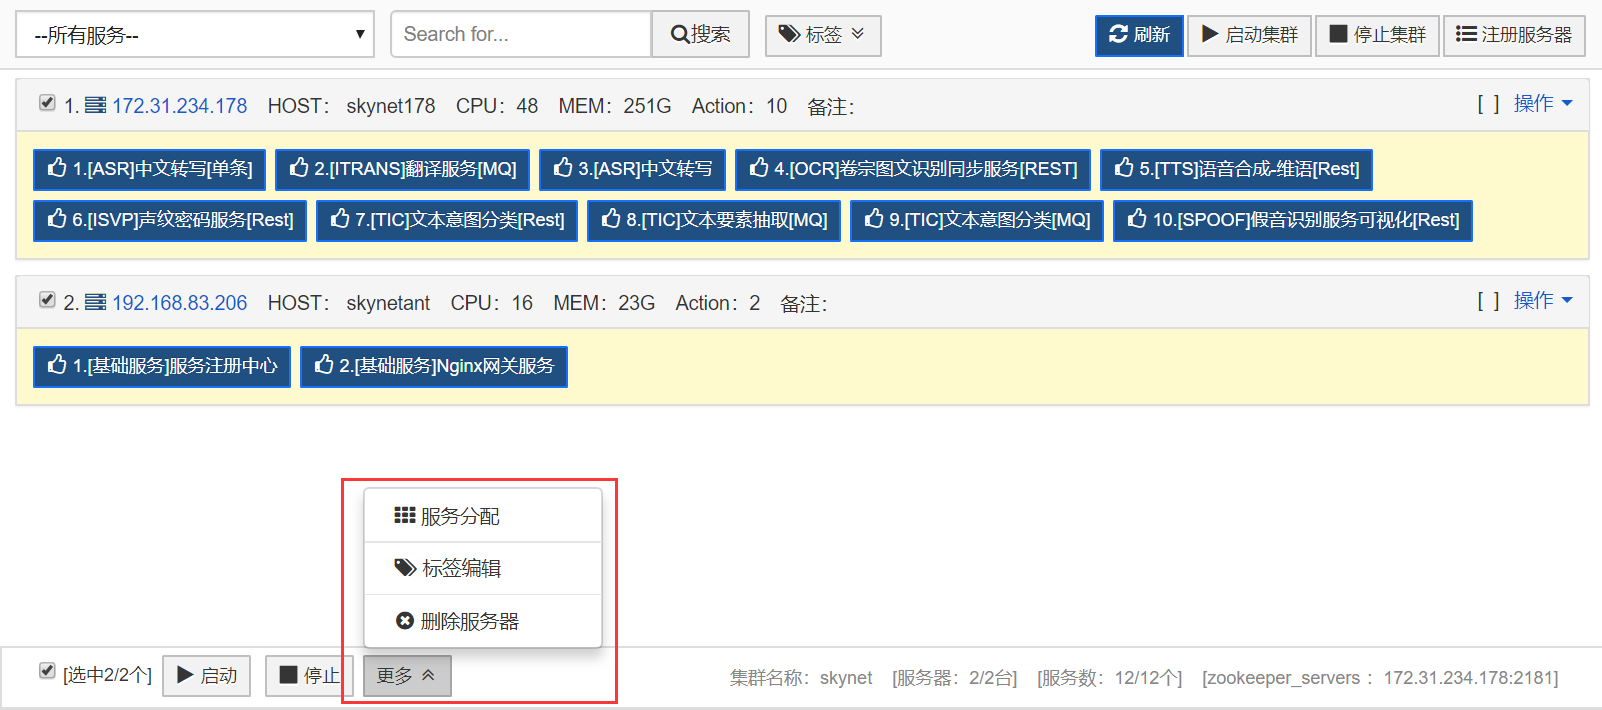 --所有服务-- Search for... 搜索 标签 刷新 启动集群 停止集群 注册服务器
1. 172.31.234.178 HOST： skynet178 CPU：48 MEM：251G Action：10 备注： [ ] 操作
1.[ASR]中文转写[单条] 2.[ITRANS]翻译服务[MQ] 3.[ASR]中文转写 4.[OCR]卷宗图文识别同步服务[REST] 5.[TTS]语音合成-维语[Rest]
6.[ISVP]声纹密码服务[Rest] 7.[TIC]文本意图分类[Rest] 8.[TIC]文本要素抽取[MQ] 9.[TIC]文本意图分类[MQ] 10.[SPOOF]假音识别服务可视化[Rest]
2. 192.168.83.206 HOST： skynetant CPU：16 MEM：23G Action：2 备注： [ ] 操作
1.[基础服务]服务注册中心 2.[基础服务]Nginx网关服务
服务分配
标签编辑
删除服务器
[选中2/2个] 启动 停止 更多 集群名称：skynet [服务器：2/2台] [服务数：12/12个] [zookeeper_servers ：172.31.234.178:2181]